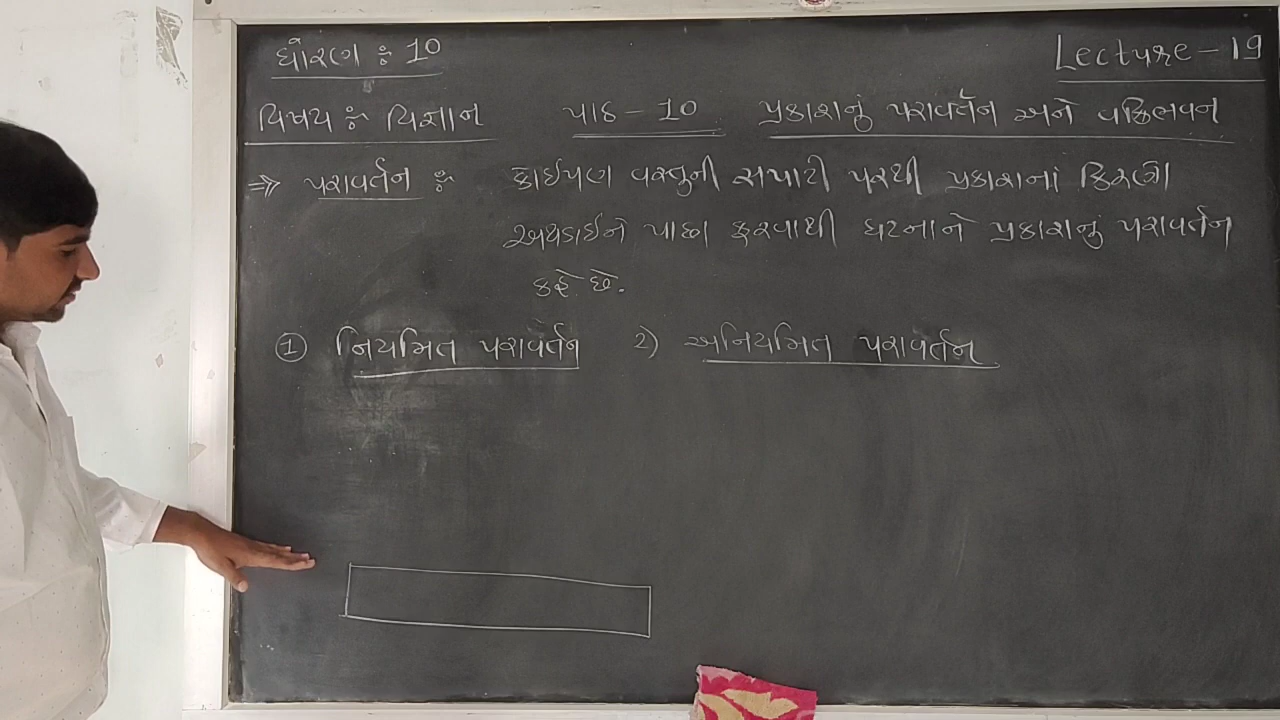 ધોરણ ઃ 10
Lecture - 19
વિષય ઃ વિજ્ઞાન પાઠ - 10 પ્રકાશનું પરાવર્તન અને વક્રિભવન
⇒ પરાવર્તન ઃ કોઈપણ વસ્તુની સપાટી પરથી પ્રકાશનાં કિરણો
અથડાઈને પાછા ફરવાથી ઘટનાને પ્રકાશનું પરાવર્તન
કહે છે.
① નિયમિત પરાવર્તન 2) અનિયમિત પરાવર્તન